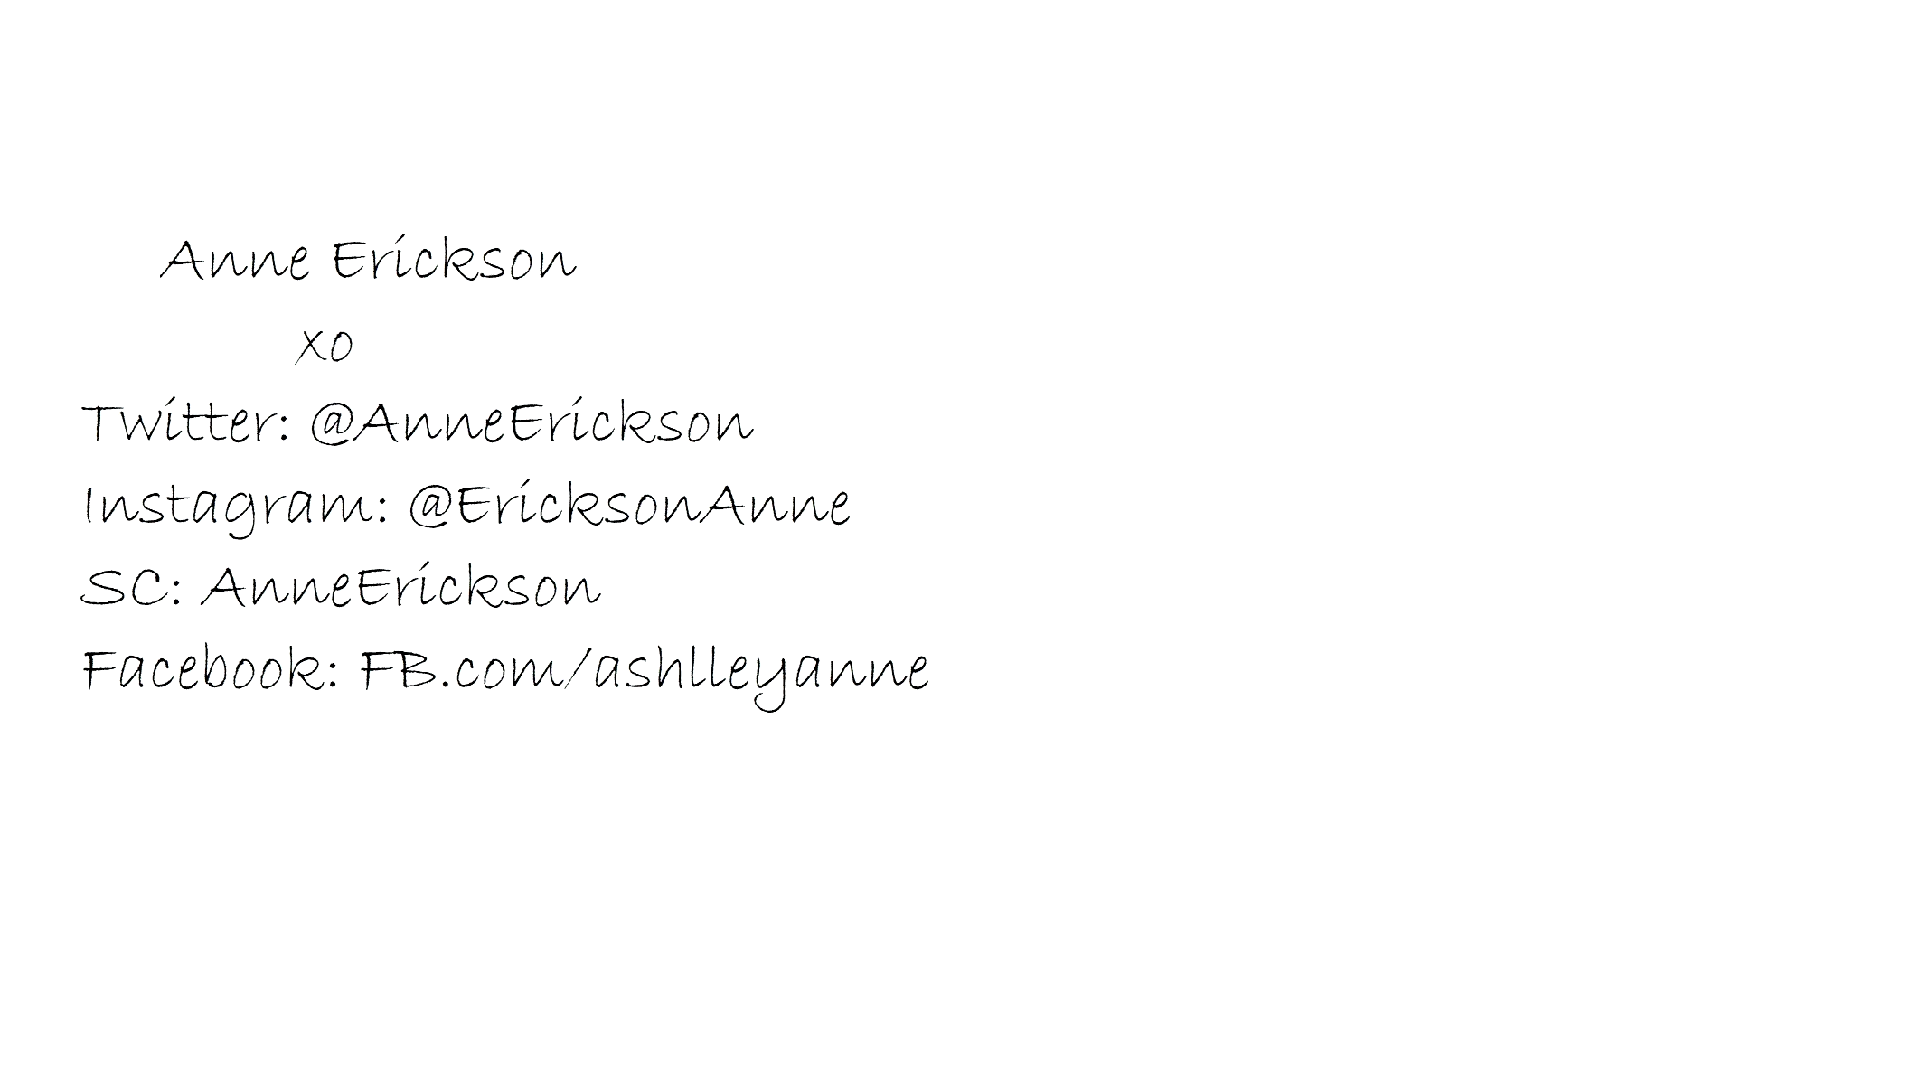 Anne Erickson
xo
Twitter: @AnneErickson
Instagram: @EricksonAnne
SC: AnneErickson
Facebook: FB.com/ashlleyanne